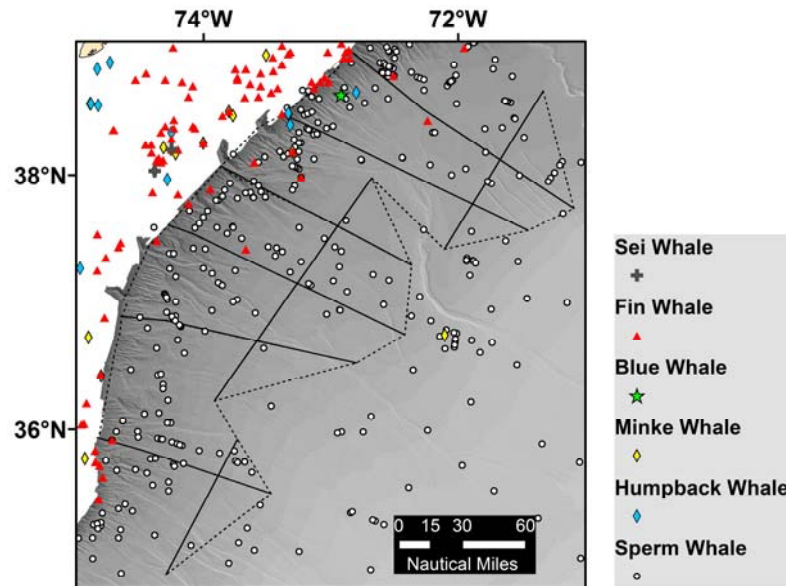 74°W 72°W
38°N
36°N
0 15 30 60
Nautical Miles
Sei Whale
Fin Whale
Blue Whale
Minke Whale
Humpback Whale
Sperm Whale